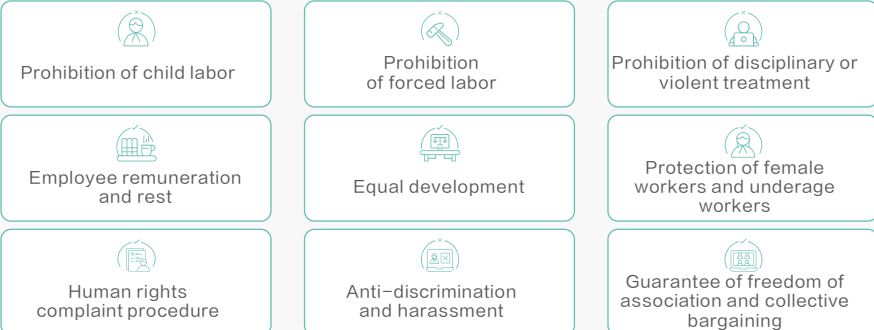 Prohibition of child labor
Prohibition
of forced labor
Prohibition of disciplinary or
violent treatment
Employee remuneration
and rest
Equal development
Protection of female
workers and underage
workers
Human rights
complaint procedure
Anti-discrimination
and harassment
Guarantee of freedom of
association and collective
bargaining